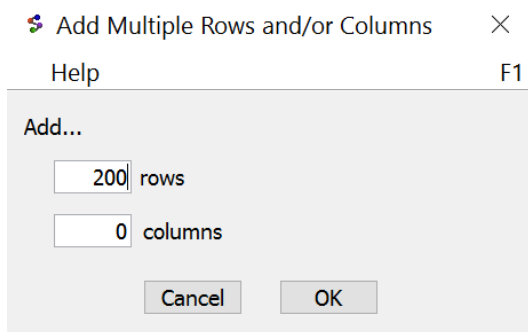 Add Multiple Rows and/or Columns
Help F1
Add...
200 rows
0 columns
Cancel OK